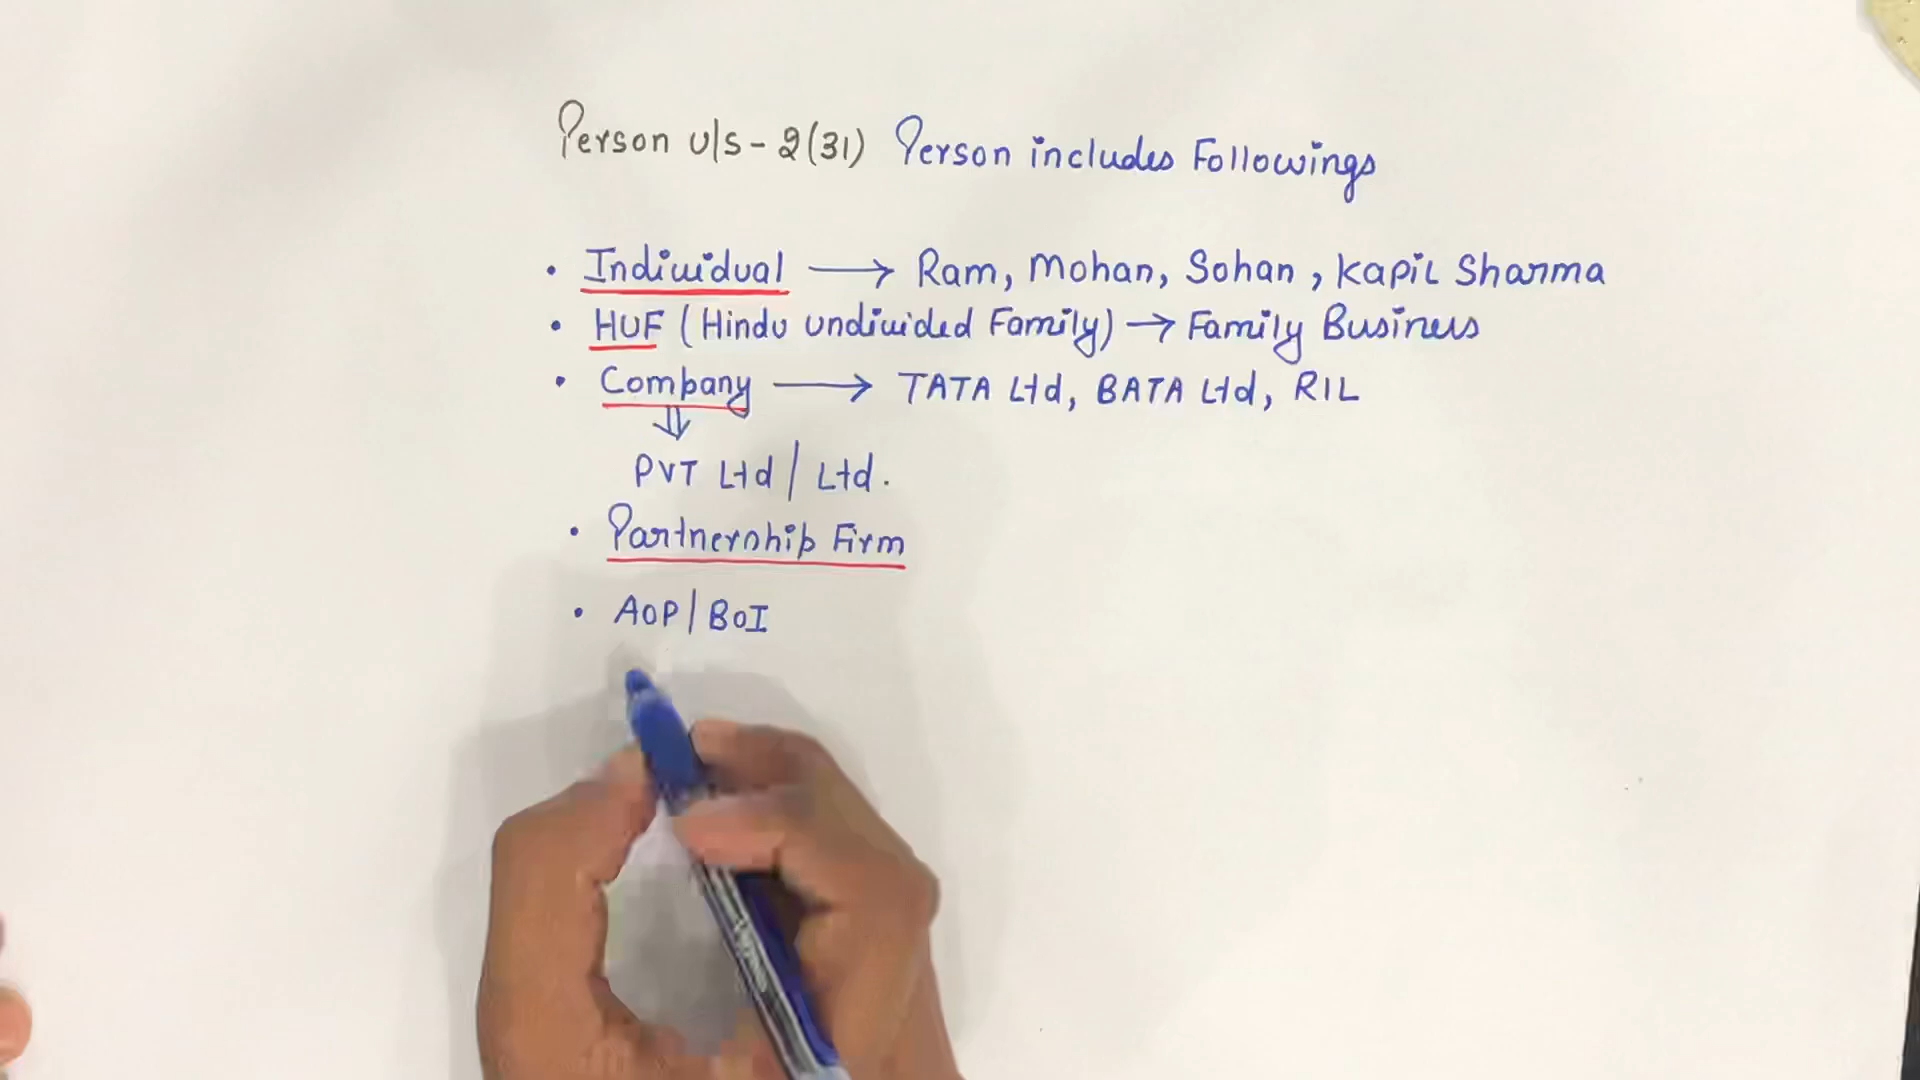 Person u/s - 2(31) Person includes Followings
• Individual → Ram, Mohan, Sohan, Kapil Sharma
• HUF (Hindu undivided Family) → Family Business
• Company → TATA Ltd, BATA Ltd, RIL
⇓
PVT Ltd / Ltd.
• Partnership Firm
• AOP / BOI